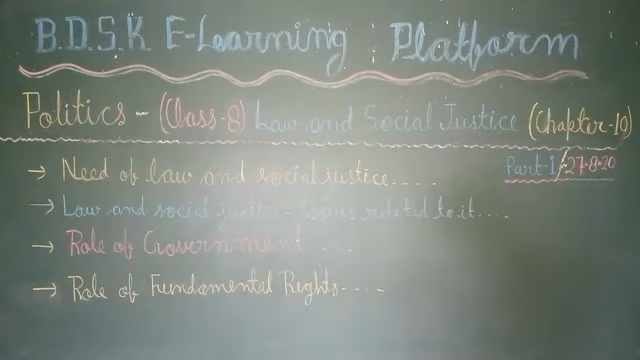 B.D.S.K. E-Learning Platform
Politics - (Class-8) Law and Social Justice (Chapter-10)
Part-1/27-8-20
→ Need of law and social justice.....
→ Law and social justice - Issues related to it....
→ Role of Government.....
→ Role of Fundamental Rights.....